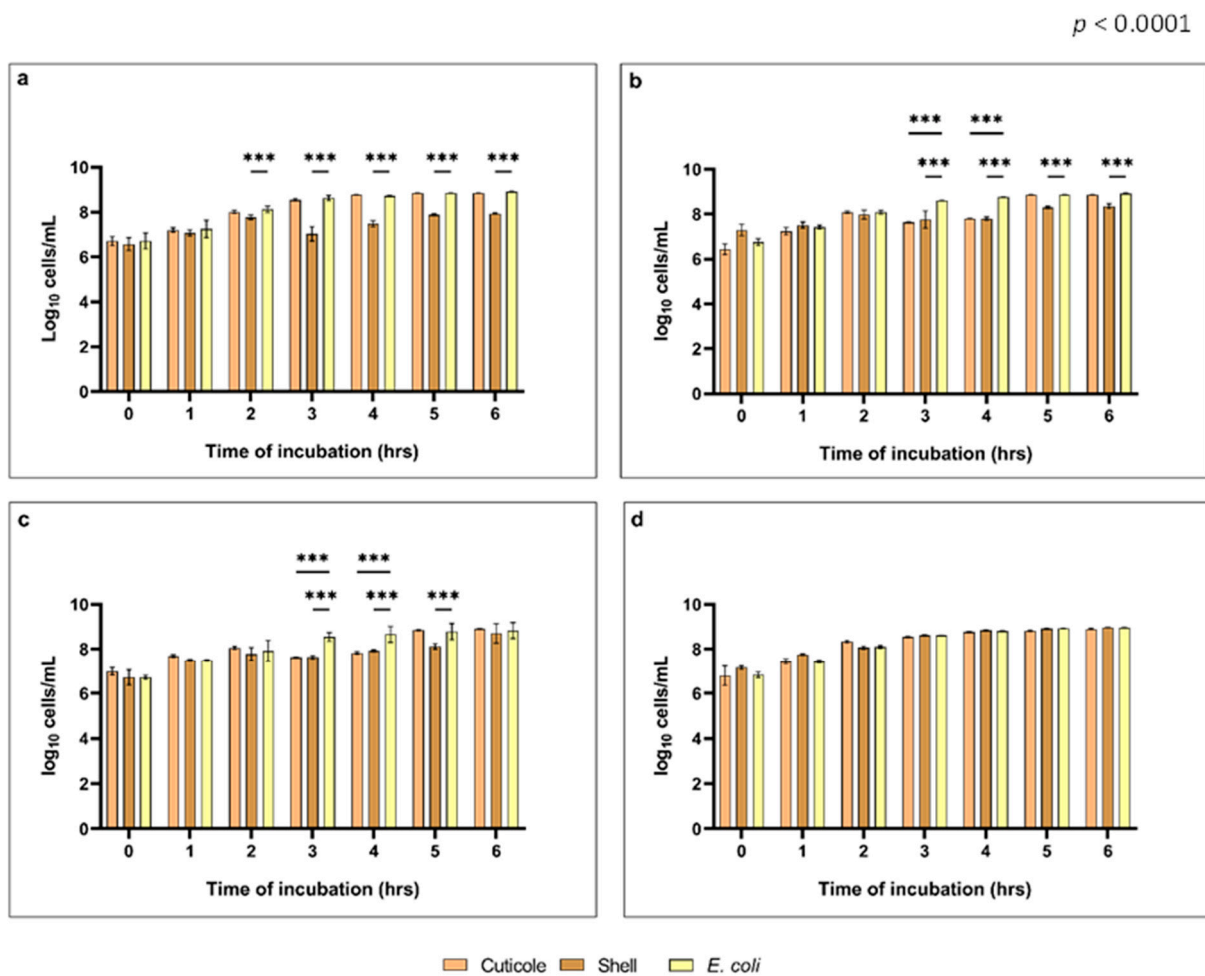 p < 0.0001
a
*** *** *** *** ***
10
8
6
4
2
0
Log10 cells/mL
0 1 2 3 4 5 6
Time of incubation (hrs)
b
*** ***
*** *** *** ***
10
8
6
4
2
0
log10 cells/mL
0 1 2 3 4 5 6
Time of incubation (hrs)
c
*** ***
*** *** ***
10
8
6
4
2
0
log10 cells/mL
0 1 2 3 4 5 6
Time of incubation (hrs)
d
10
8
6
4
2
0
log10 cells/mL
0 1 2 3 4 5 6
Time of incubation (hrs)
Cuticole Shell E. coli